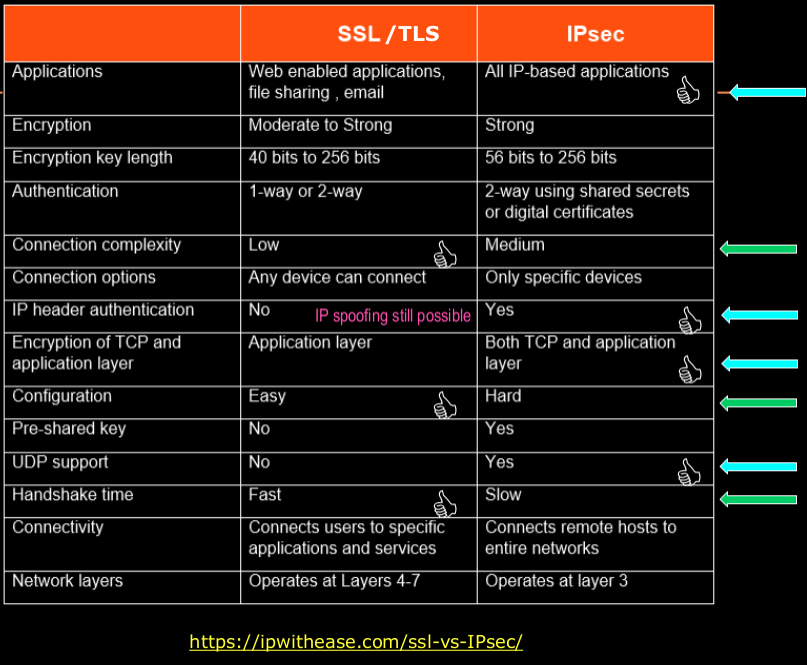 SSL /TLS IPsec
Applications Web enabled applications, All IP-based applications
file sharing , email
Encryption Moderate to Strong Strong
Encryption key length 40 bits to 256 bits 56 bits to 256 bits
Authentication 1-way or 2-way 2-way using shared secrets
or digital certificates
Connection complexity Low Medium
Connection options Any device can connect Only specific devices
IP header authentication No IP spoofing still possible Yes
Encryption of TCP and Application layer Both TCP and application
application layer layer
Configuration Easy Hard
Pre-shared key No Yes
UDP support No Yes
Handshake time Fast Slow
Connectivity Connects users to specific Connects remote hosts to
applications and services entire networks
Network layers Operates at Layers 4-7 Operates at layer 3
https://ipwithease.com/ssl-vs-IPsec/